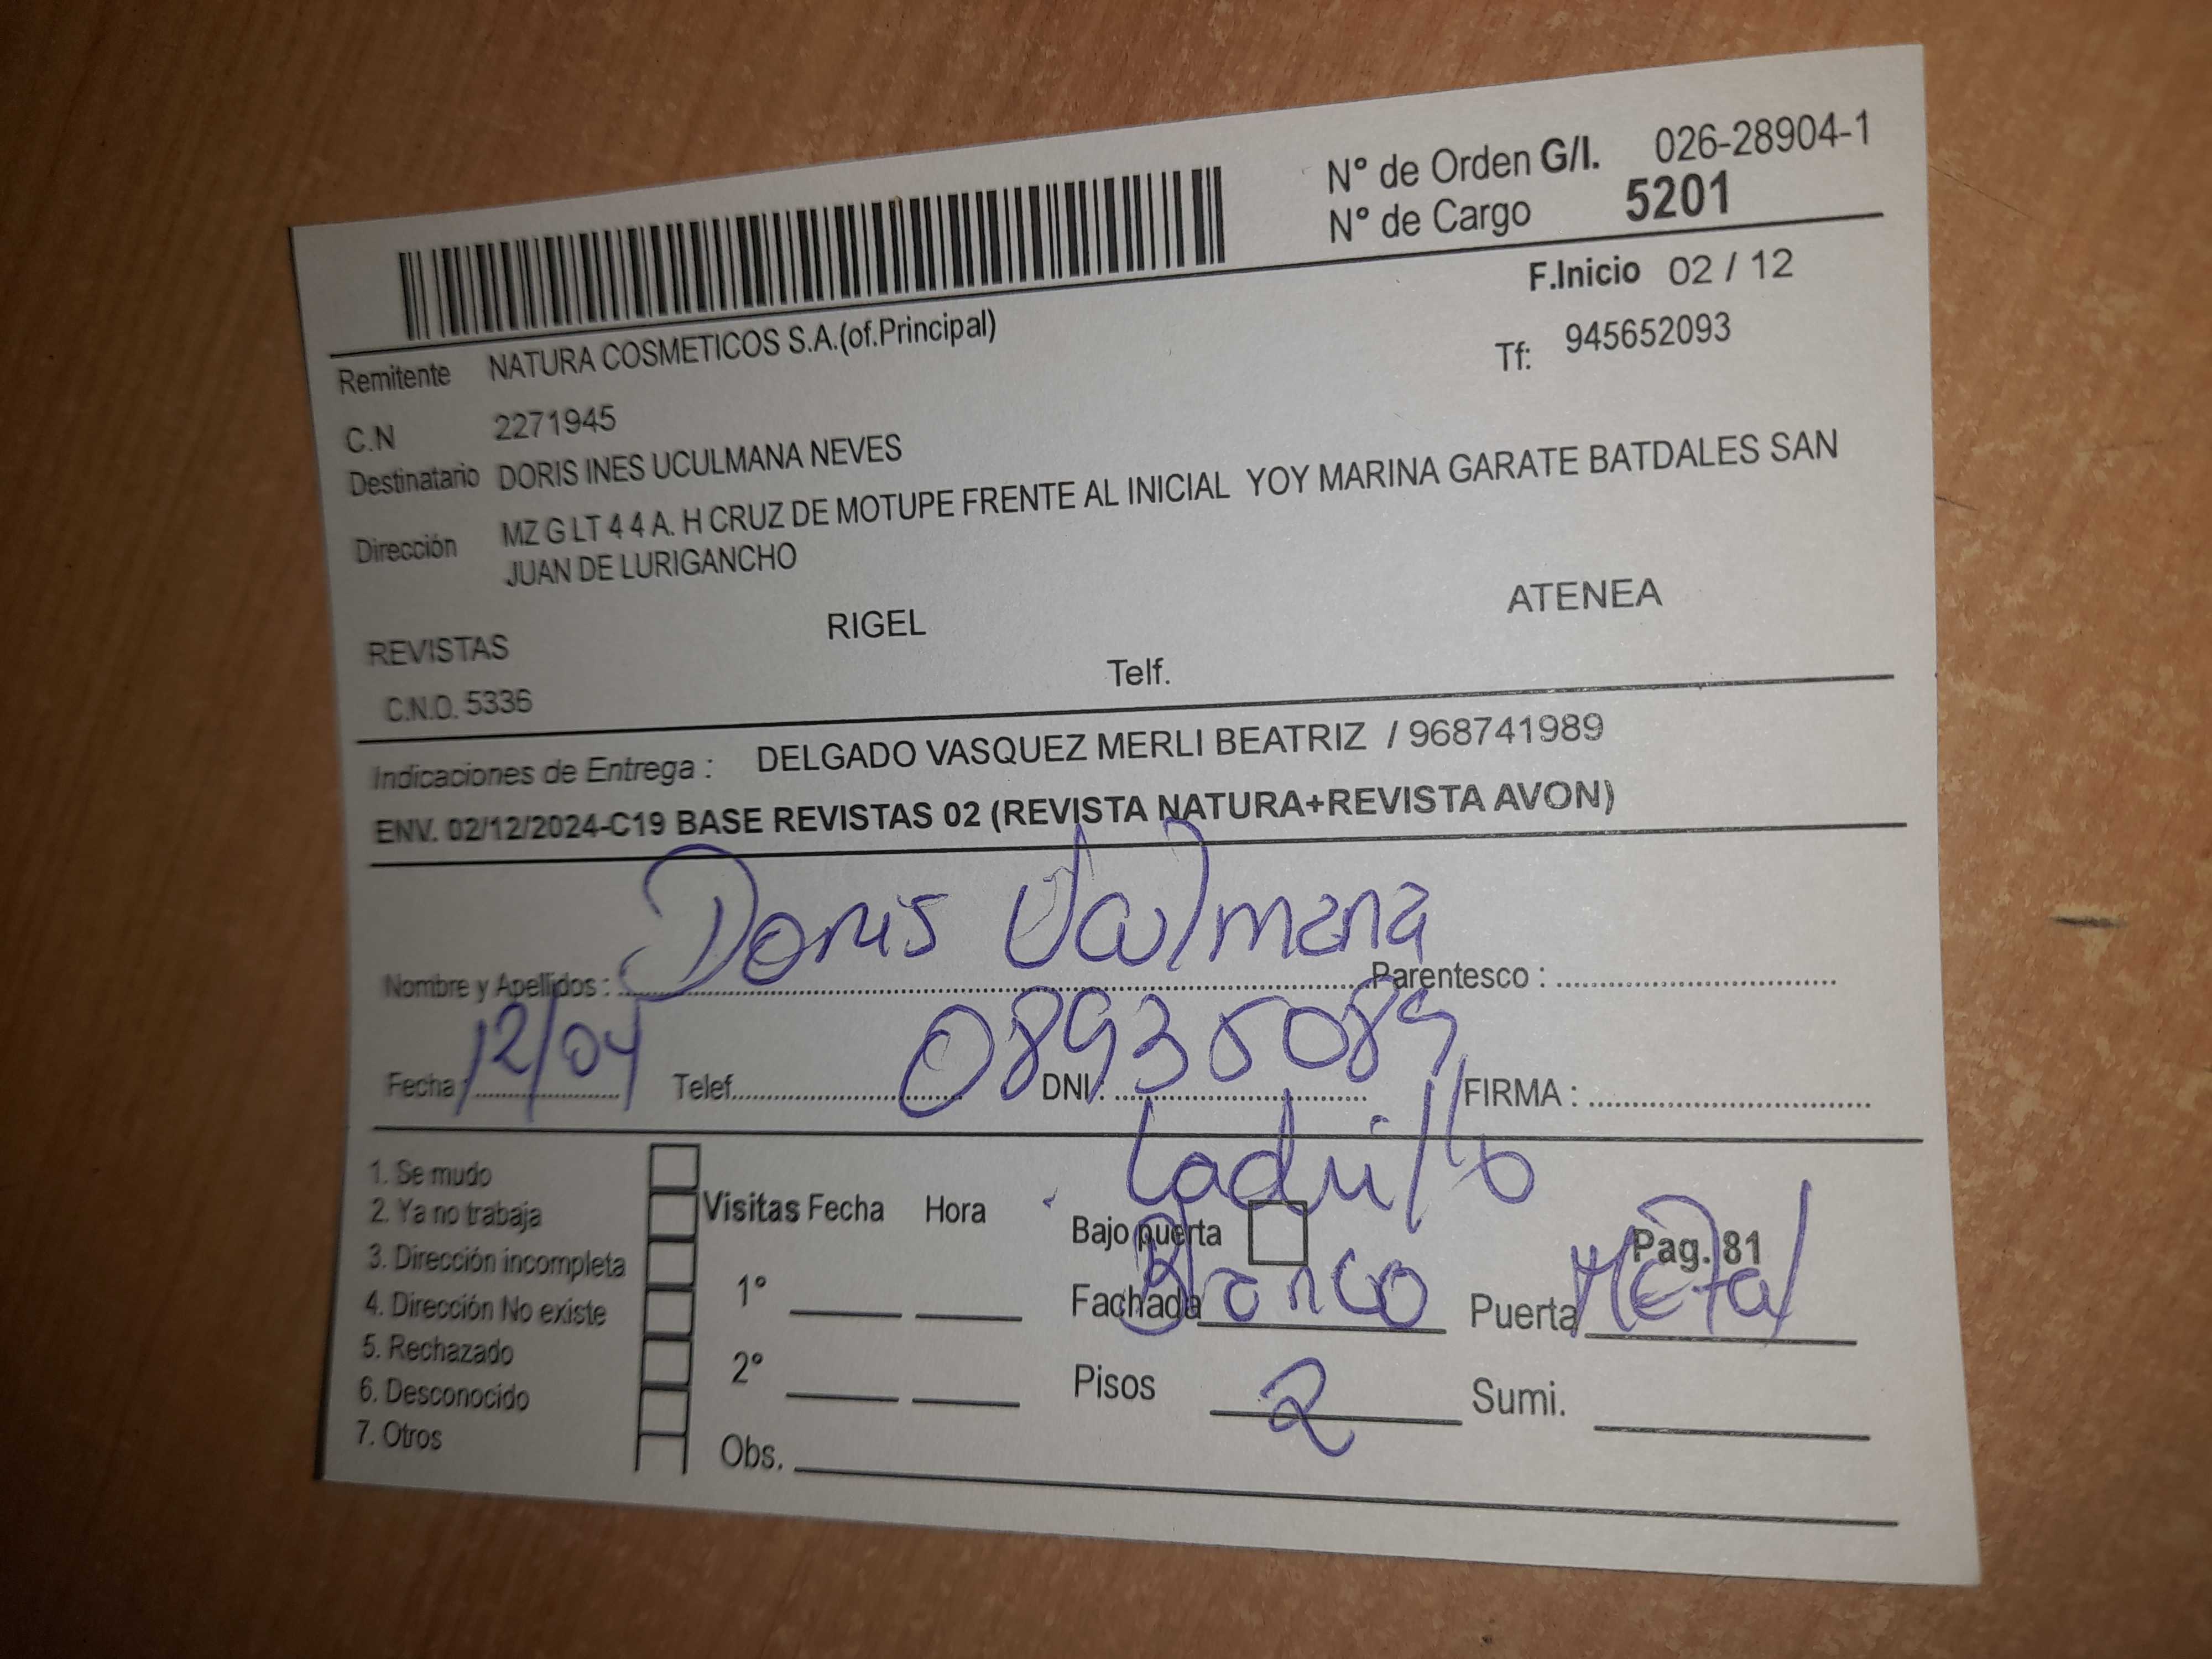 N° de Orden G/I. 026-28904-1
N° de Cargo 5201
F.Inicio 02 / 12
Remitente NATURA COSMETICOS S.A.(of.Principal)
Tf: 945652093
C.N 2271945
Destinatario DORIS INES UCULMANA NEVES
Dirección MZ G LT 4 4 A. H CRUZ DE MOTUPE FRENTE AL INICIAL YOY MARINA GARATE BATDALES SAN
JUAN DE LURIGANCHO
REVISTAS RIGEL ATENEA
C.N.O. 5336 Telf.
Indicaciones de Entrega : DELGADO VASQUEZ MERLI BEATRIZ / 968741989
ENV. 02/12/2024-C19 BASE REVISTAS 02 (REVISTA NATURA+REVISTA AVON)
Nombre y Apellidos : Doris Uculmana Parentesco :
Fecha : 12/04 Telef. DNI. 08935089 FIRMA :
1. Se mudo
2. Ya no trabaja
3. Dirección incompleta
4. Dirección No existe
5. Rechazado
6. Desconocido
7. Otros
Visitas Fecha Hora
1°
2°
Obs.
Ladrillo
Bajo puerta Pag. 81
Fachada Blanco Puerta Metal
Pisos 2 Sumi.